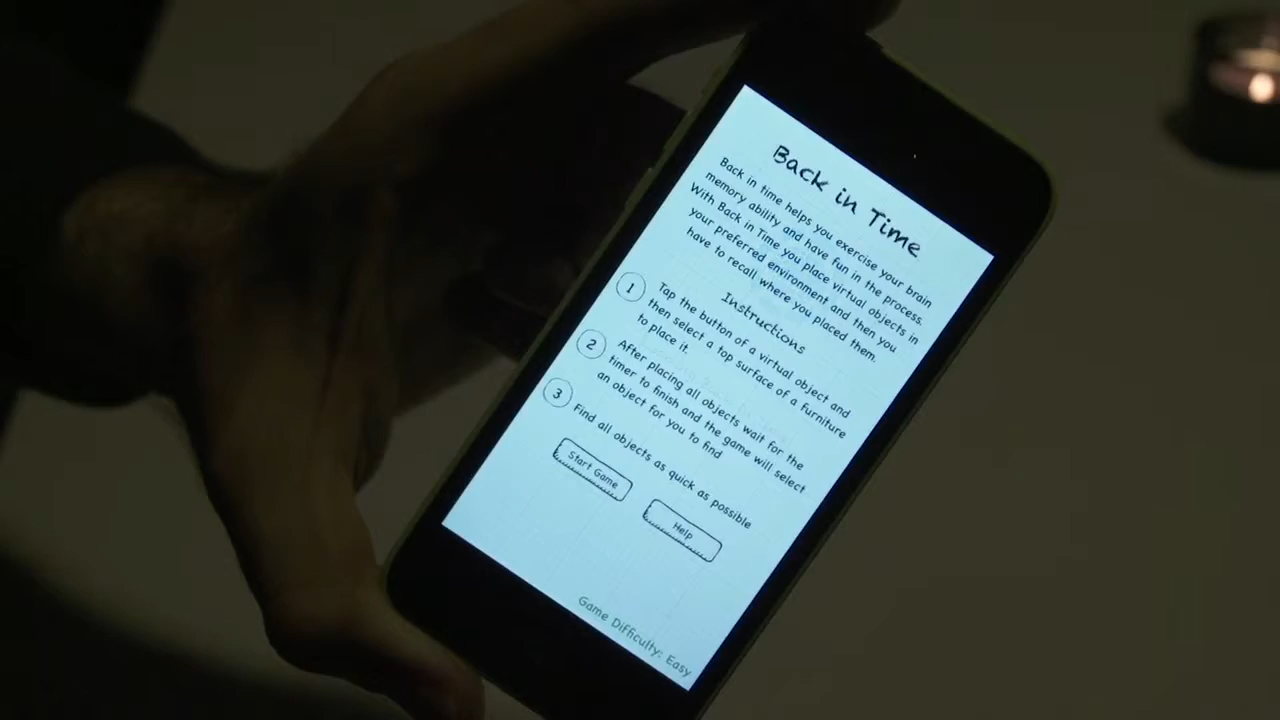 Back in Time
Back in time helps you exercise your brain
memory ability and have fun in the process.
With Back in Time you place virtual objects in
your preferred environment and then you
have to recall where you placed them.
Instructions
1 Tap the button of a virtual object and
then select a top surface of a furniture
to place it.
2 After placing all objects wait for the
timer to finish and the game will select
an object for you to find
3 Find all objects as quick as possible
Start Game
Help
Game Difficulty: Easy